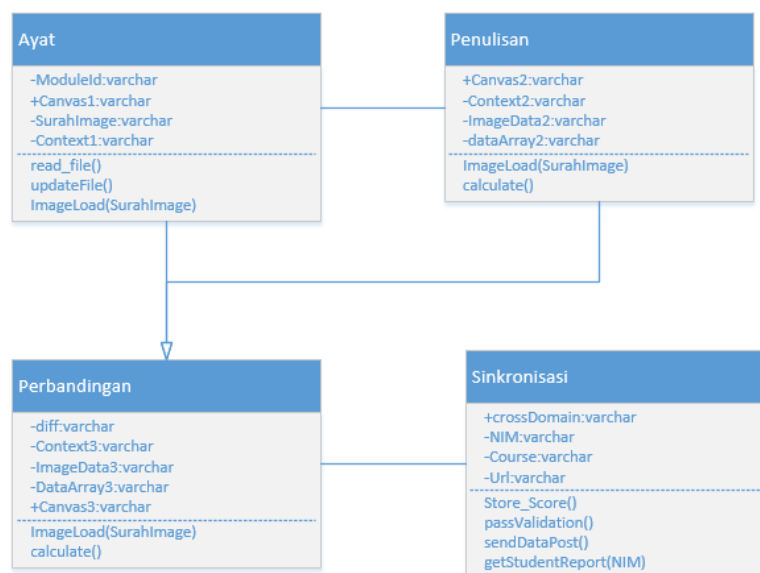 Ayat
-ModuleId:varchar
+Canvas1:varchar
-SurahImage:varchar
-Context1:varchar
read_file()
updateFile()
ImageLoad(SurahImage)
Penulisan
+Canvas2:varchar
-Context2:varchar
-ImageData2:varchar
-dataArray2:varchar
ImageLoad(SurahImage)
calculate()
Perbandingan
-diff:varchar
-Context3:varchar
-ImageData3:varchar
-DataArray3:varchar
+Canvas3:varchar
ImageLoad(SurahImage)
calculate()
Sinkronisasi
+crossDomain:varchar
-NIM:varchar
-Course:varchar
-Url:varchar
Store_Score()
passValidation()
sendDataPost()
getStudentReport(NIM)